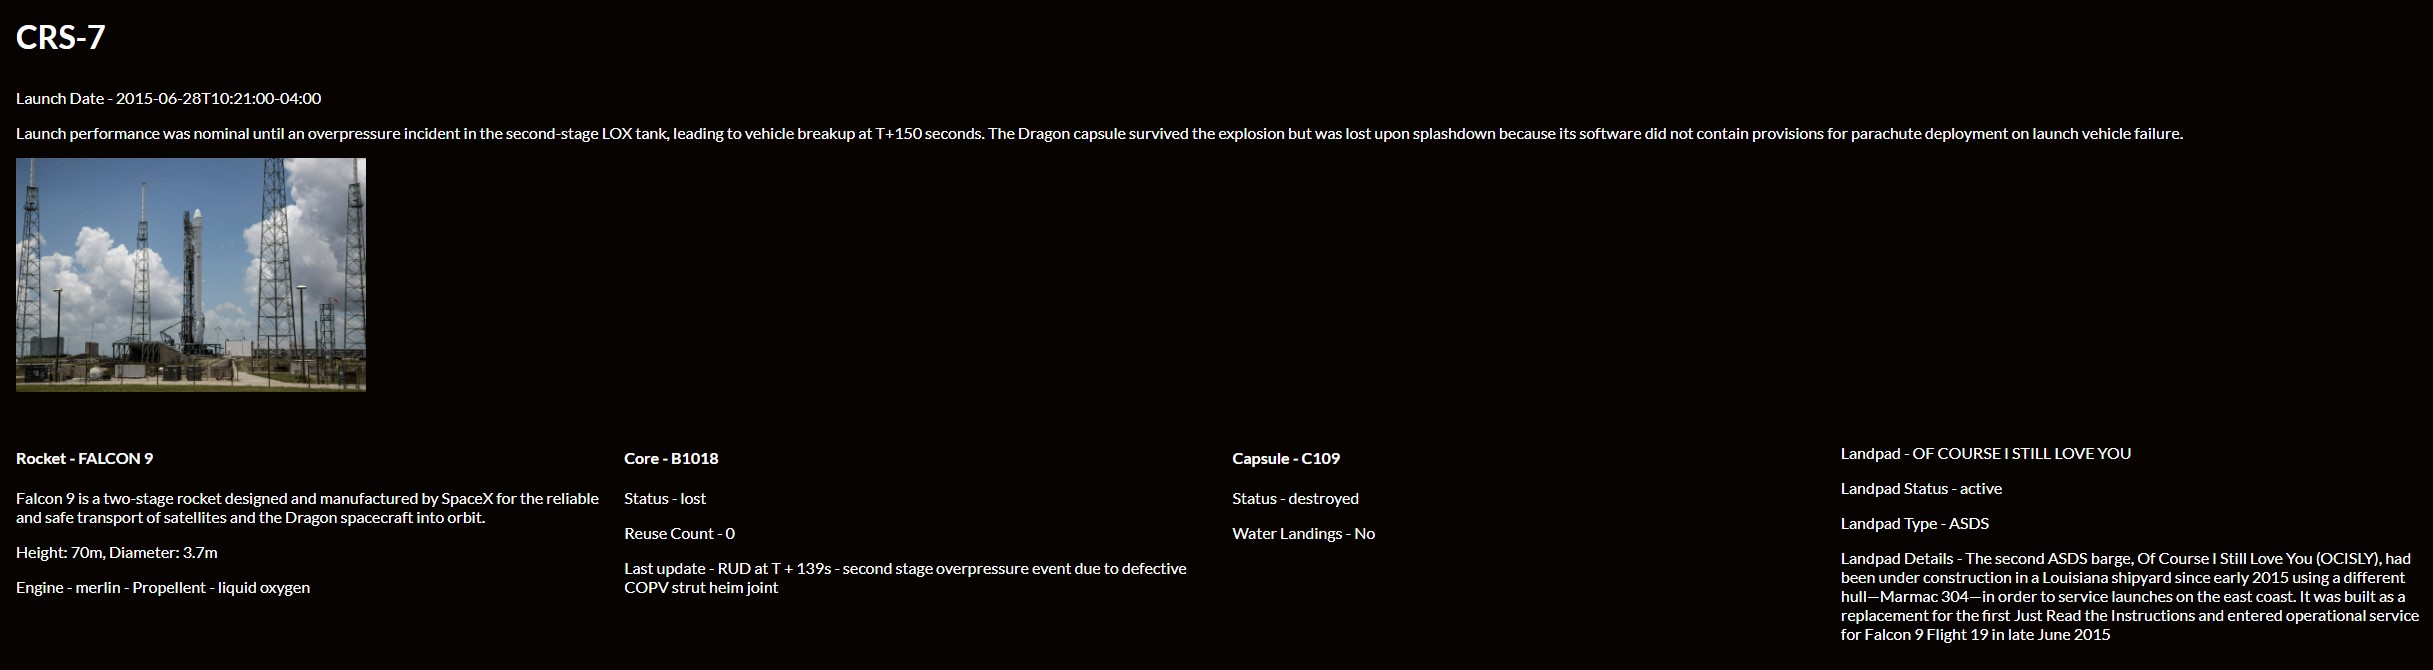 CRS-7
Launch Date - 2015-06-28T10:21:00-04:00
Launch performance was nominal until an overpressure incident in the second-stage LOX tank, leading to vehicle breakup at T+150 seconds. The Dragon capsule survived the explosion but was lost upon splashdown because its software did not contain provisions for parachute deployment on launch vehicle failure.
Rocket - FALCON 9
Falcon 9 is a two-stage rocket designed and manufactured by SpaceX for the reliable
and safe transport of satellites and the Dragon spacecraft into orbit.
Height: 70m, Diameter: 3.7m
Engine - merlin - Propellent - liquid oxygen
Core - B1018
Status - lost
Reuse Count - 0
Last update - RUD at T + 139s - second stage overpressure event due to defective
COPV strut heim joint
Capsule - C109
Status - destroyed
Water Landings - No
Landpad - OF COURSE I STILL LOVE YOU
Landpad Status - active
Landpad Type - ASDS
Landpad Details - The second ASDS barge, Of Course I Still Love You (OCISLY), had
been under construction in a Louisiana shipyard since early 2015 using a different
hull—Marmac 304—in order to service launches on the east coast. It was built as a
replacement for the first Just Read the Instructions and entered operational service
for Falcon 9 Flight 19 in late June 2015